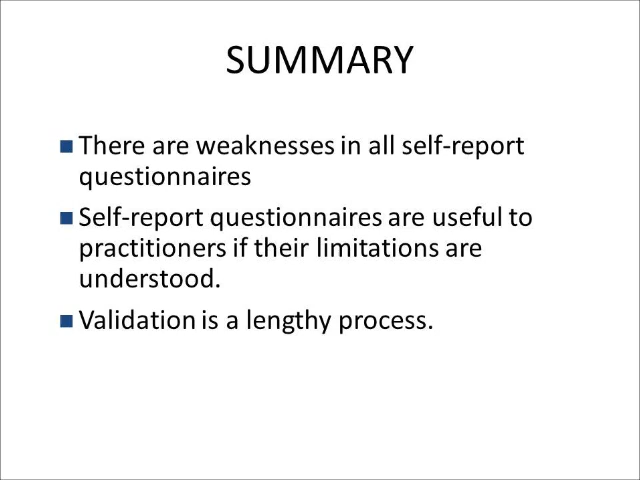 SUMMARY
There are weaknesses in all self-report
questionnaires
Self-report questionnaires are useful to
practitioners if their limitations are
understood.
Validation is a lengthy process.